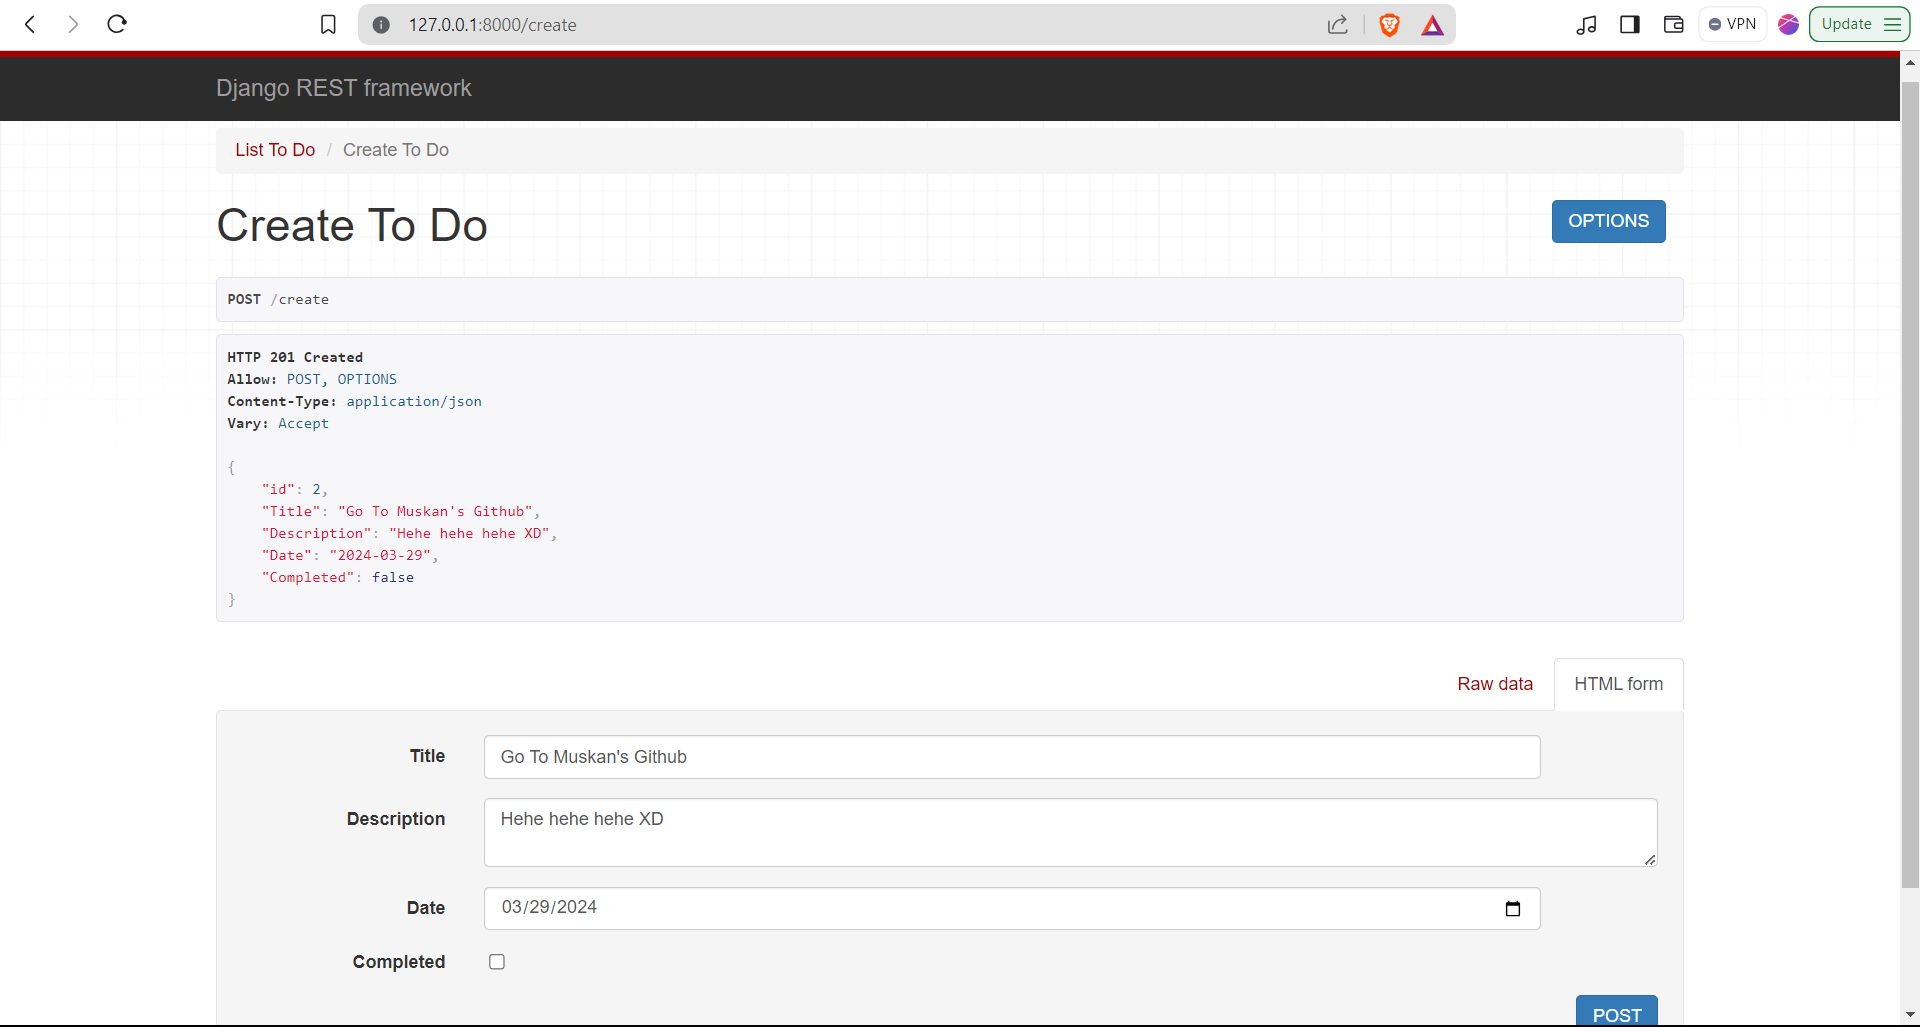 127.0.0.1:8000/create
VPN
Update
Django REST framework
List To Do / Create To Do
Create To Do
OPTIONS
POST /create
HTTP 201 Created
Allow: POST, OPTIONS
Content-Type: application/json
Vary: Accept
{
    "id": 2,
    "Title": "Go To Muskan's Github",
    "Description": "Hehe hehe hehe XD",
    "Date": "2024-03-29",
    "Completed": false
}
Raw data
HTML form
Title
Go To Muskan's Github
Description
Hehe hehe hehe XD
Date
03/29/2024
Completed
POST